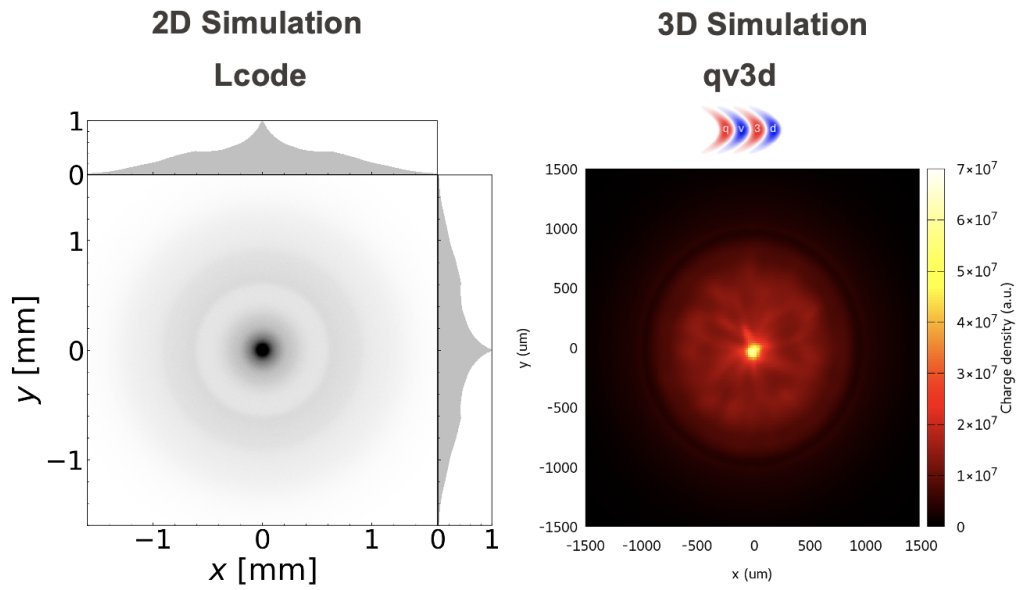 2D Simulation
Lcode
1
0
1
0
−1
y [mm]
−1 0 1 0 1
x [mm]
3D Simulation
qv3d
q v 3 d
1500
1000
500
0
-500
-1000
-1500
y (um)
-1500 -1000 -500 0 500 1000 1500
x (um)
7×10⁷
6×10⁷
5×10⁷
4×10⁷
3×10⁷
2×10⁷
1×10⁷
0
Charge density (a.u.)